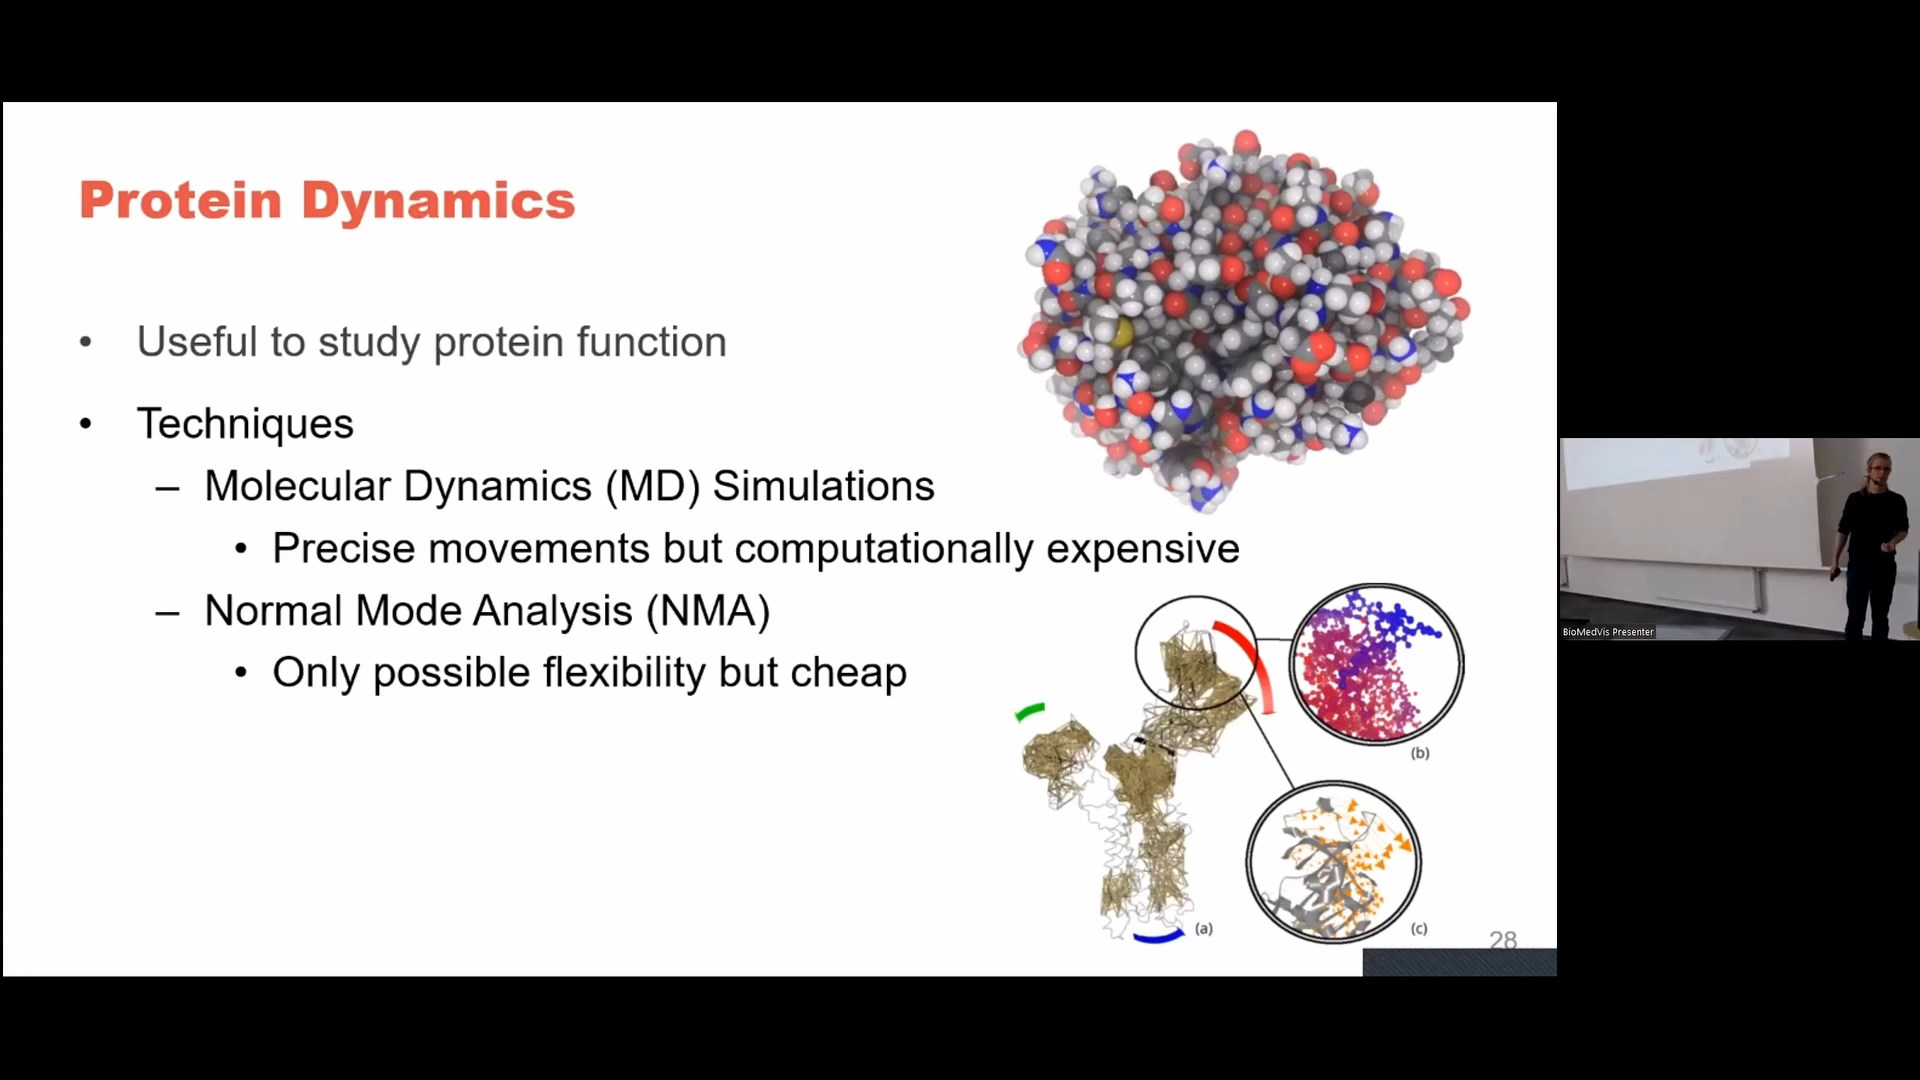 Protein Dynamics
• Useful to study protein function
• Techniques
– Molecular Dynamics (MD) Simulations
• Precise movements but computationally expensive
– Normal Mode Analysis (NMA)
• Only possible flexibility but cheap
(b)
(a)
(c)
28
BioMedVis Presenter